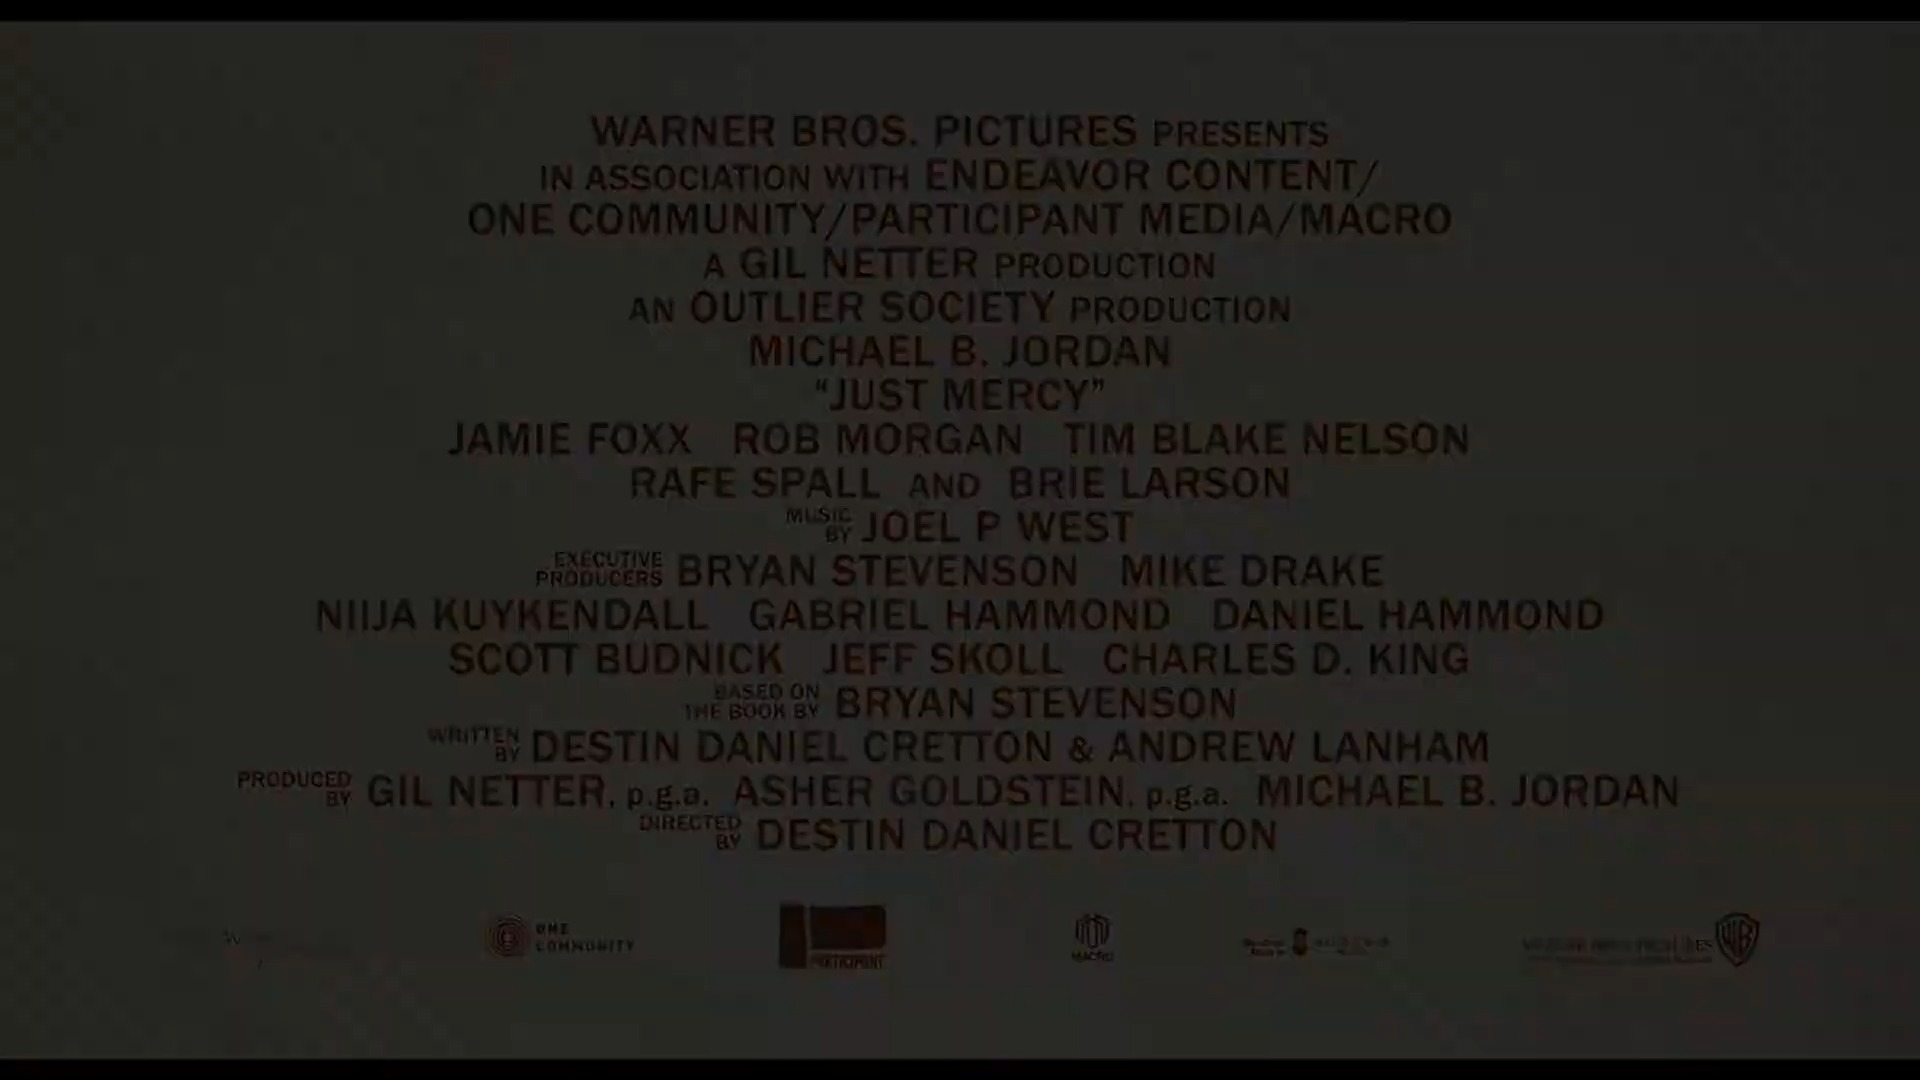 WARNER BROS. PICTURES PRESENTS
IN ASSOCIATION WITH ENDEAVOR CONTENT/
ONE COMMUNITY/PARTICIPANT MEDIA/MACRO
A GIL NETTER PRODUCTION
AN OUTLIER SOCIETY PRODUCTION
MICHAEL B. JORDAN
“JUST MERCY”
JAMIE FOXX ROB MORGAN TIM BLAKE NELSON
RAFE SPALL AND BRIE LARSON
MUSIC BY JOEL P WEST
EXECUTIVE PRODUCERS BRYAN STEVENSON MIKE DRAKE
NIIJA KUYKENDALL GABRIEL HAMMOND DANIEL HAMMOND
SCOTT BUDNICK JEFF SKOLL CHARLES D. KING
BASED ON THE BOOK BY BRYAN STEVENSON
WRITTEN BY DESTIN DANIEL CRETTON & ANDREW LANHAM
PRODUCED BY GIL NETTER, p.g.a. ASHER GOLDSTEIN, p.g.a. MICHAEL B. JORDAN
DIRECTED BY DESTIN DANIEL CRETTON
ONE COMMUNITY
PARTICIPANT
MACRO
WB